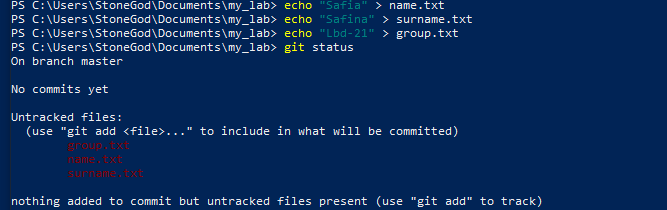 PS C:\Users\StoneGod\Documents\my_lab> echo "Safia" > name.txt
PS C:\Users\StoneGod\Documents\my_lab> echo "Safina" > surname.txt
PS C:\Users\StoneGod\Documents\my_lab> echo "Lbd-21" > group.txt
PS C:\Users\StoneGod\Documents\my_lab> git status
On branch master
No commits yet
Untracked files:
(use "git add <file>..." to include in what will be committed)
group.txt
name.txt
surname.txt
nothing added to commit but untracked files present (use "git add" to track)